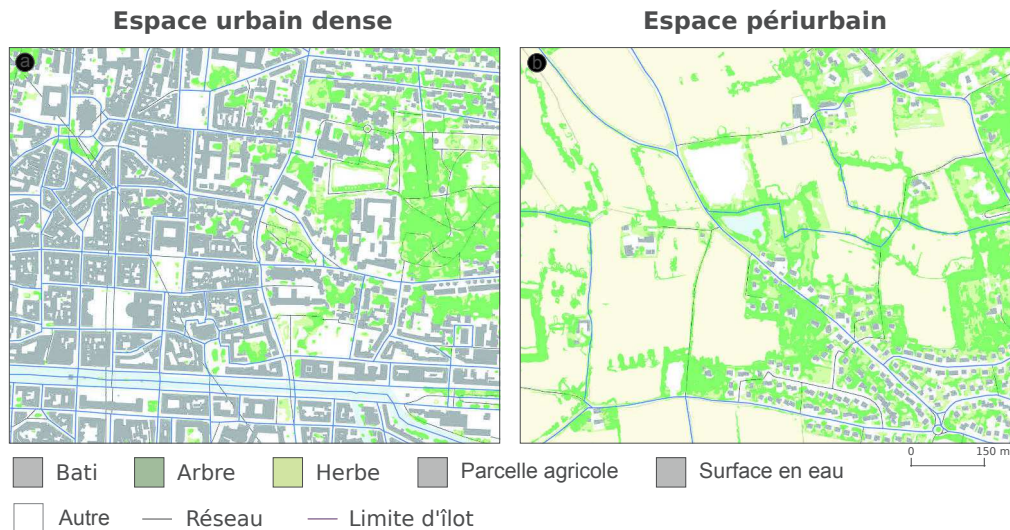 Espace urbain dense Espace périurbain
a b
Bati Arbre Herbe Parcelle agricole Surface en eau
0 150 m
Autre Réseau Limite d'îlot